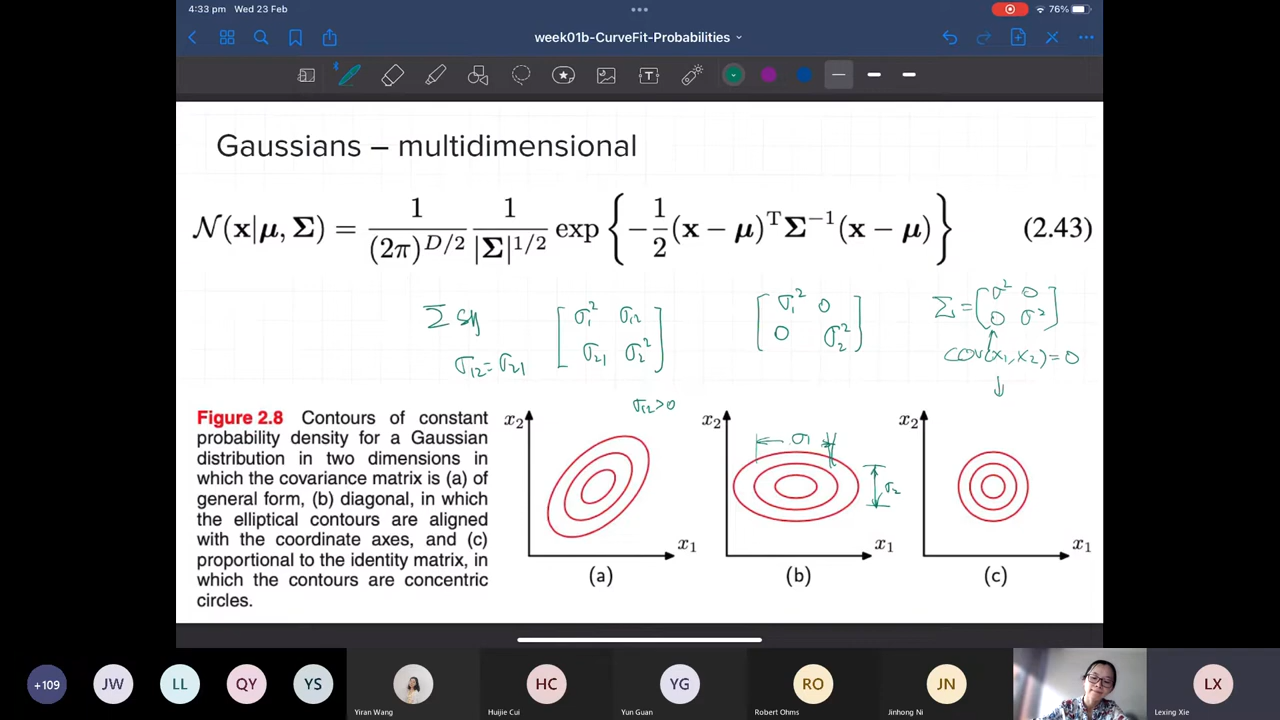 4:33 pm Wed 23 Feb
76%
week01b-CurveFit-Probabilities
Gaussians – multidimensional
𝒩(x|μ, Σ) = 1/(2π)^{D/2} 1/|Σ|^{1/2} exp { −1/2 (x − μ)^T Σ^{−1} (x − μ) } (2.43)
[σ₁² σ₁₂
σ₂₁ σ₂²]
[σ₁² 0
0 σ₂²]
Σ = [σ² 0
0 σ²]
σ₁₂ = σ₂₁
cov(x₁, x₂) = 0
σ₁₂ > 0
Figure 2.8 Contours of constant
probability density for a Gaussian
distribution in two dimensions in
which the covariance matrix is (a) of
general form, (b) diagonal, in which
the elliptical contours are aligned
with the coordinate axes, and (c)
proportional to the identity matrix, in
which the contours are concentric
circles.
x₂
x₁
(a)
x₂
σ₁
σ₂
x₁
(b)
x₂
x₁
(c)
+109
JW
LL
QY
YS
Yiran Wang
HC
Huijie Cui
YG
Yun Guan
RO
Robert Ohms
JN
Jinhong Ni
LX
Lexing Xie